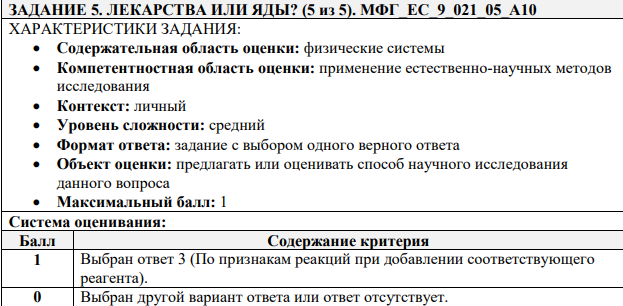 ЗАДАНИЕ 5. ЛЕКАРСТВА ИЛИ ЯДЫ? (5 из 5). МФГ_ЕС_9_021_05_А10
ХАРАКТЕРИСТИКИ ЗАДАНИЯ:
• Содержательная область оценки: физические системы
• Компетентностная область оценки: применение естественно-научных методов
исследования
• Контекст: личный
• Уровень сложности: средний
• Формат ответа: задание с выбором одного верного ответа
• Объект оценки: предлагать или оценивать способ научного исследования
данного вопроса
• Максимальный балл: 1
Система оценивания:
Балл Содержание критерия
1 Выбран ответ 3 (По признакам реакций при добавлении соответствующего
реагента).
0 Выбран другой вариант ответа или ответ отсутствует.